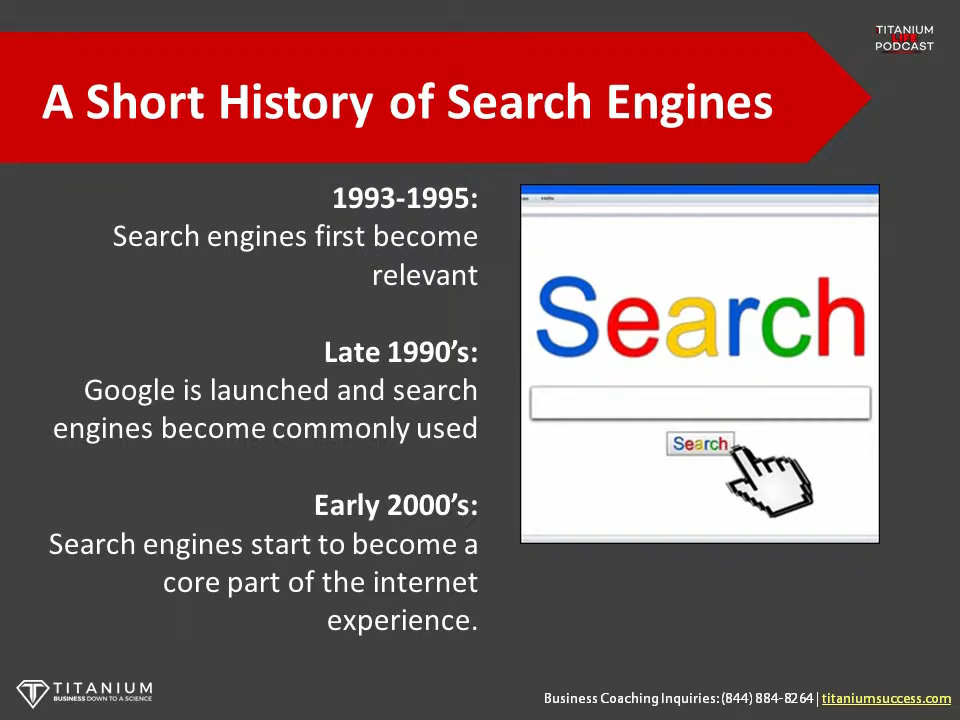 TITANIUM
LIFE
PODCAST
A Short History of Search Engines
1993-1995:
Search engines first become
relevant
Late 1990’s:
Google is launched and search
engines become commonly used
Early 2000’s:
Search engines start to become a
core part of the internet
experience.
Search
Search
TITANIUM
BUSINESS DOWN TO A SCIENCE
Business Coaching Inquiries: (844) 884-8264 | titaniumsuccess.com